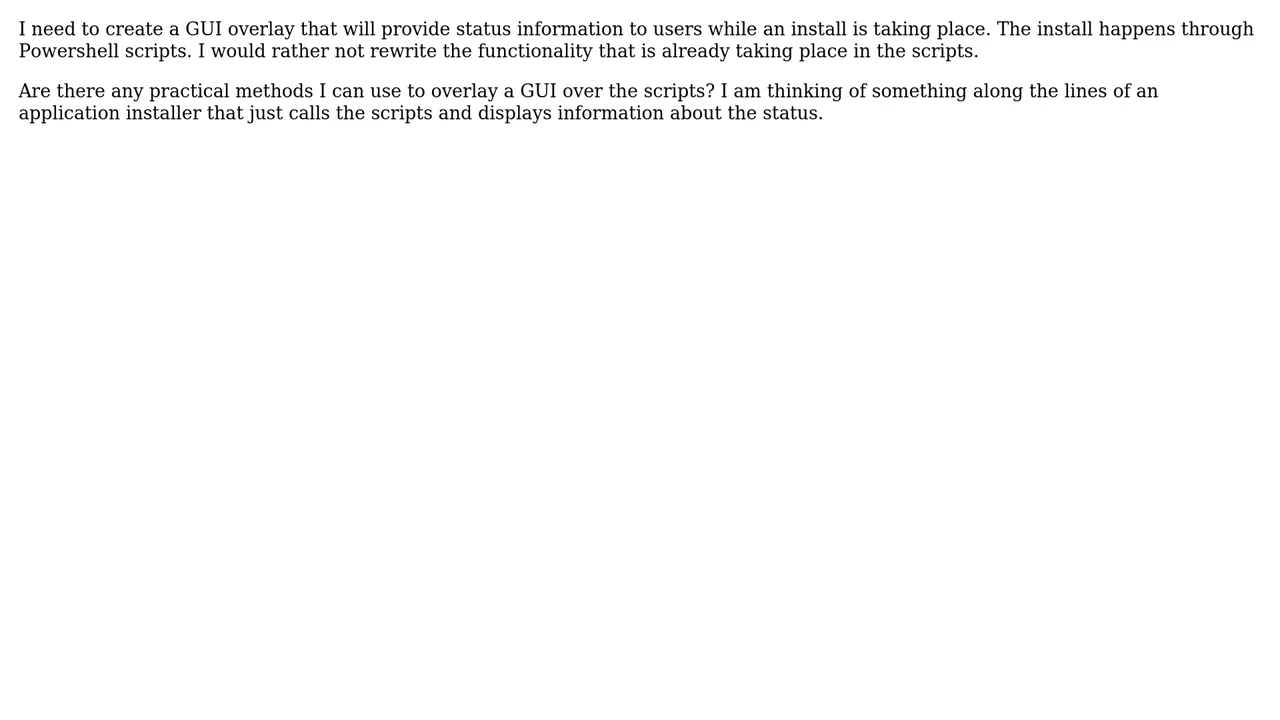 I need to create a GUI overlay that will provide status information to users while an install is taking place. The install happens through
Powershell scripts. I would rather not rewrite the functionality that is already taking place in the scripts.
Are there any practical methods I can use to overlay a GUI over the scripts? I am thinking of something along the lines of an
application installer that just calls the scripts and displays information about the status.